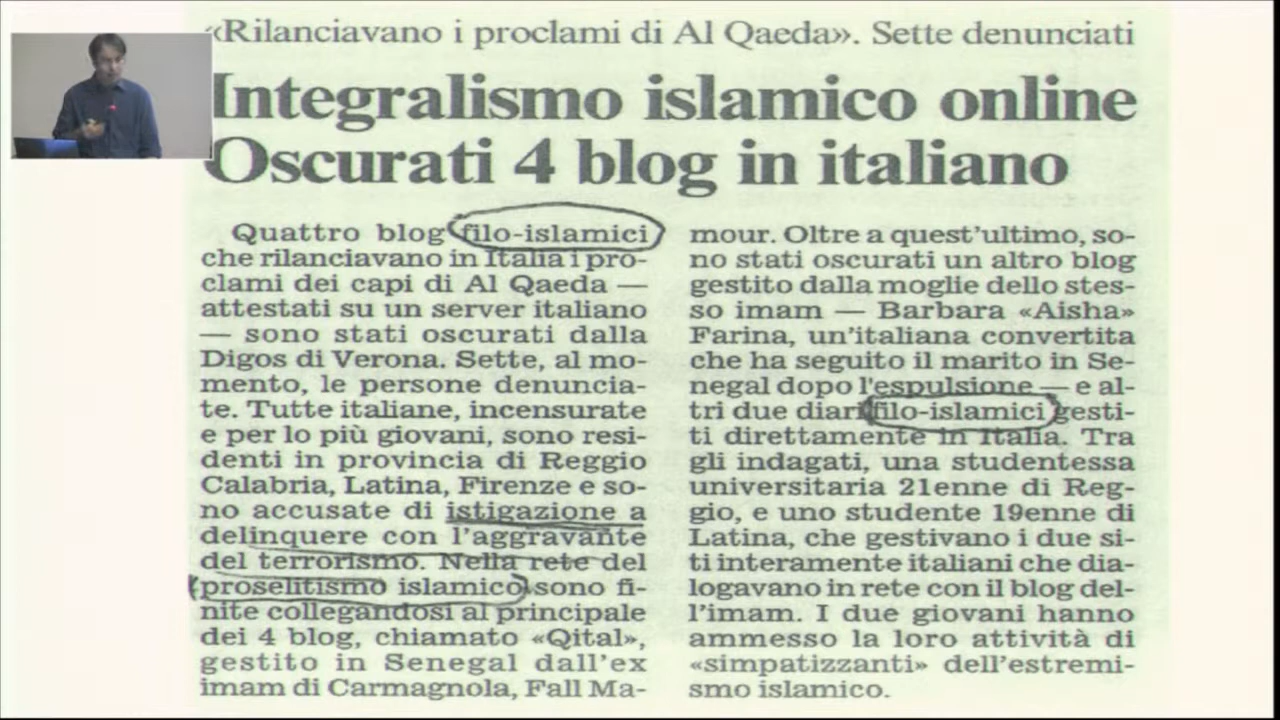 «Rilanciavano i proclami di Al Qaeda». Sette denunciati
Integralismo islamico online
Oscurati 4 blog in italiano
Quattro blog filo-islamici
che rilanciavano in Italia i pro-
clami dei capi di Al Qaeda —
attestati su un server italiano
— sono stati oscurati dalla
Digos di Verona. Sette, al mo-
mento, le persone denuncia-
te. Tutte italiane, incensurate
e per lo più giovani, sono resi-
denti in provincia di Reggio
Calabria, Latina, Firenze e so-
no accusate di istigazione a
delinquere con l'aggravante
del terrorismo. Nella rete del
proselitismo islamico sono fi-
nite collegandosi al principale
dei 4 blog, chiamato «Qital»,
gestito in Senegal dall'ex
imam di Carmagnola, Fall Ma-
mour. Oltre a quest'ultimo, so-
no stati oscurati un altro blog
gestito dalla moglie dello stes-
so imam — Barbara «Aisha»
Farina, un'italiana convertita
che ha seguito il marito in Se-
negal dopo l'espulsione — e al-
tri due diari filo-islamici gesti-
ti direttamente in Italia. Tra
gli indagati, una studentessa
universitaria 21enne di Reg-
gio, e uno studente 19enne di
Latina, che gestivano i due si-
ti interamente italiani che dia-
logavano in rete con il blog del-
l'imam. I due giovani hanno
ammesso la loro attività di
«simpatizzanti» dell'estremi-
smo islamico.